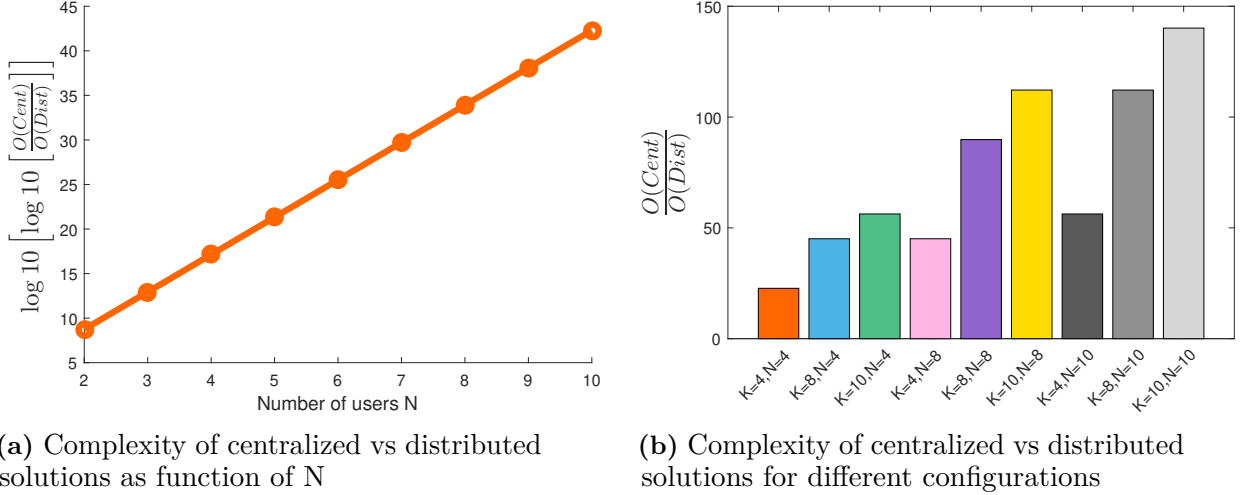 45
40
35
30
25
20
15
10
5
log 10 [log 10 [O(Cent)/O(Dist)]]
2 3 4 5 6 7 8 9 10
Number of users N
(a) Complexity of centralized vs distributed
solutions as function of N
150
100
50
0
O(Cent)/O(Dist)
K=4,N=4
K=8,N=4
K=10,N=4
K=4,N=8
K=8,N=8
K=10,N=8
K=4,N=10
K=8,N=10
K=10,N=10
(b) Complexity of centralized vs distributed
solutions for different configurations